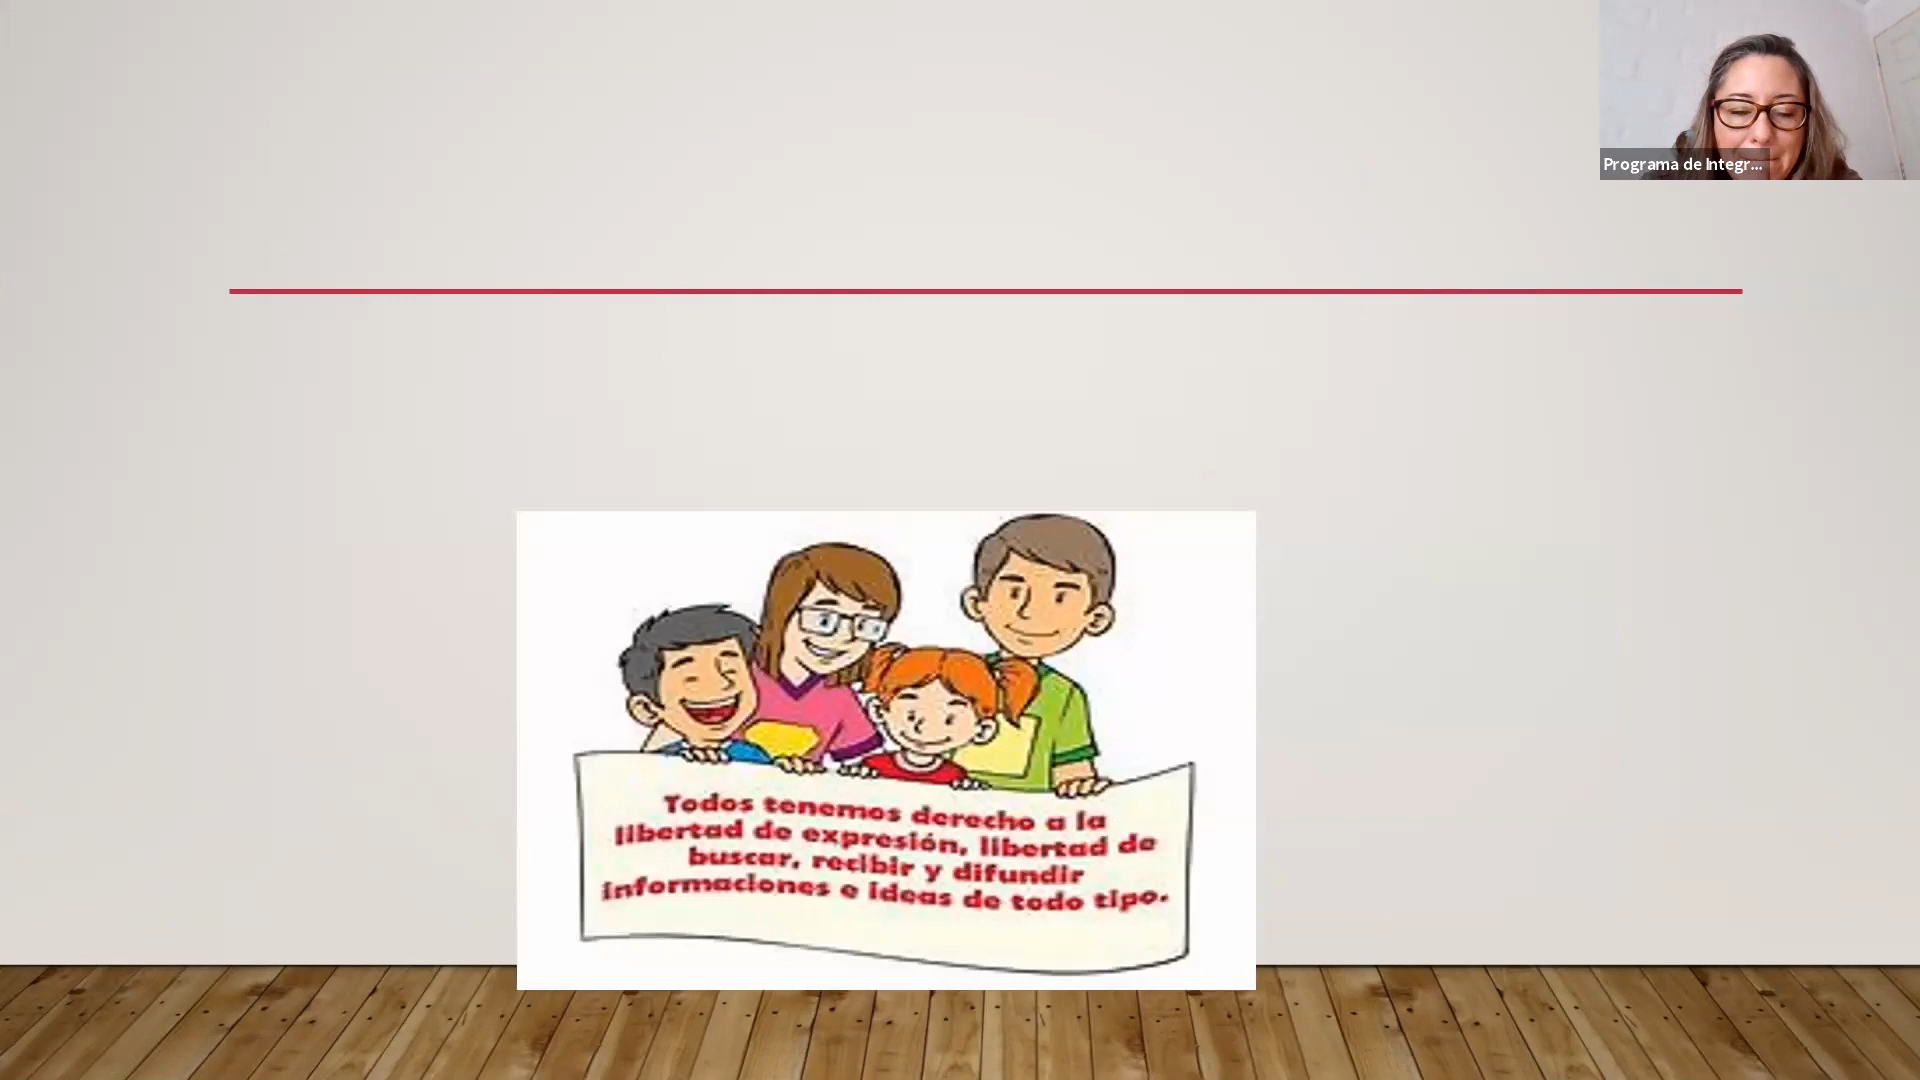 Programa de Integr...
Todos tenemos derecho a la
libertad de expresión, libertad de
buscar, recibir y difundir
informaciones e ideas de todo tipo.